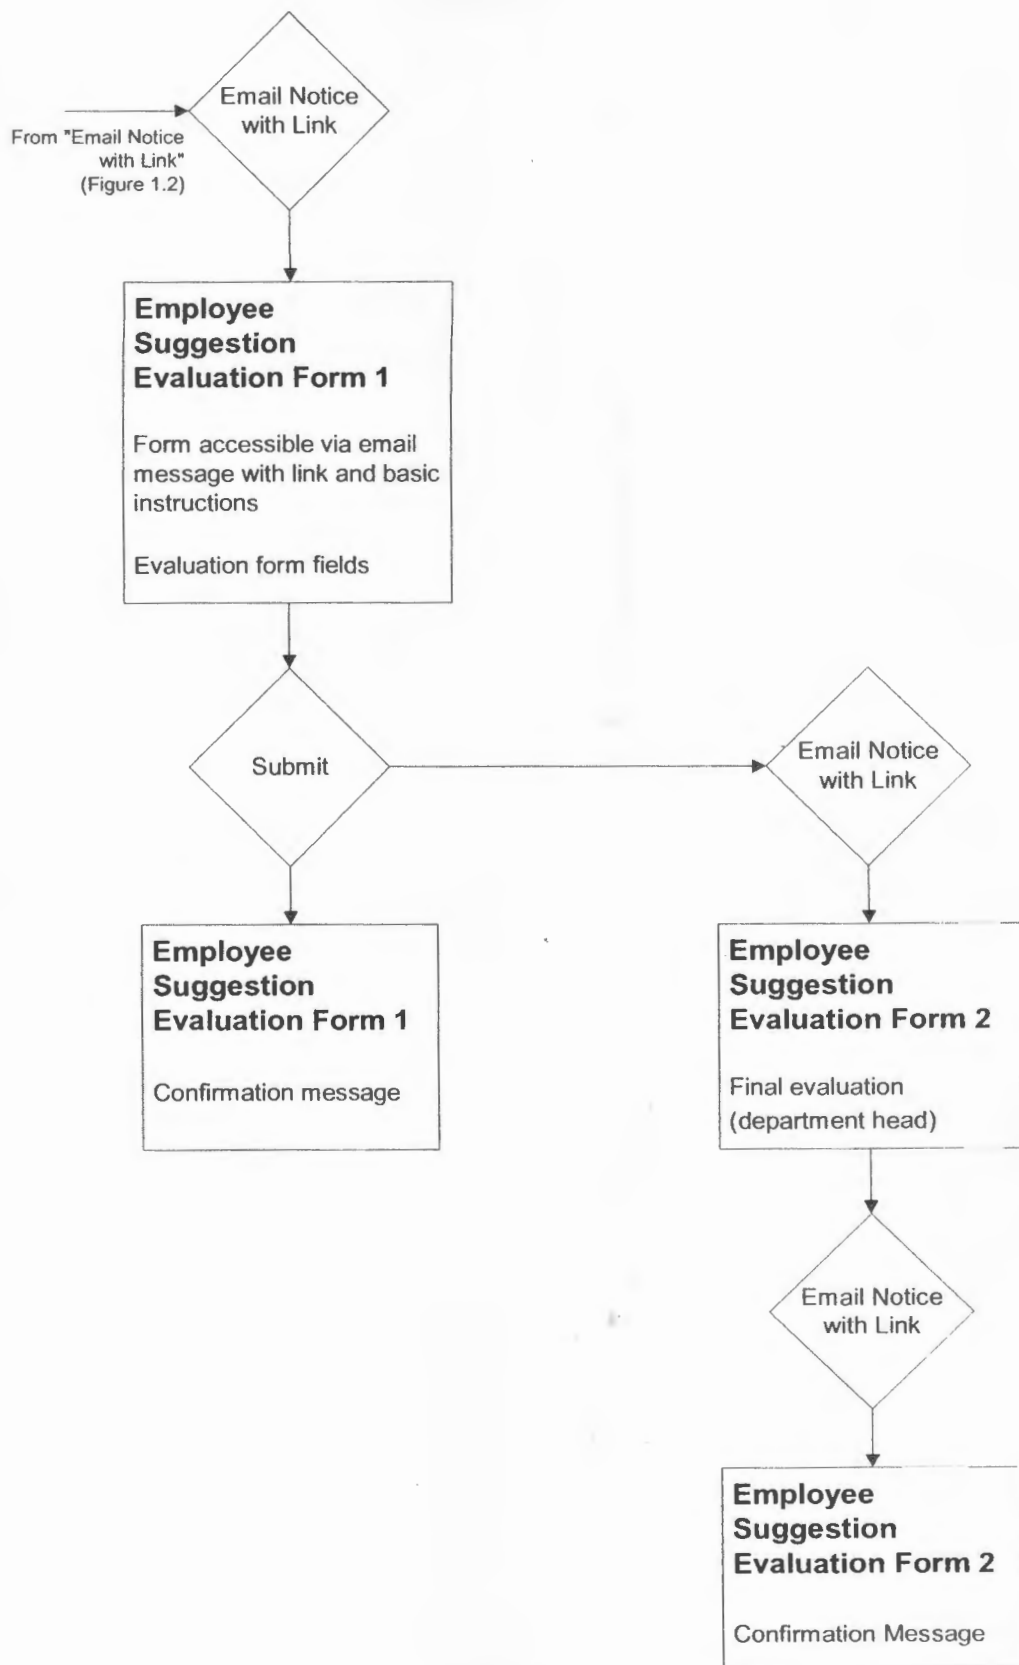 Email Notice
with Link
From "Email Notice
with Link"
(Figure 1.2)
Employee
Suggestion
Evaluation Form 1
Form accessible via email
message with link and basic
instructions
Evaluation form fields
Submit
Email Notice
with Link
Employee
Suggestion
Evaluation Form 1
Confirmation message
Employee
Suggestion
Evaluation Form 2
Final evaluation
(department head)
Email Notice
with Link
Employee
Suggestion
Evaluation Form 2
Confirmation Message